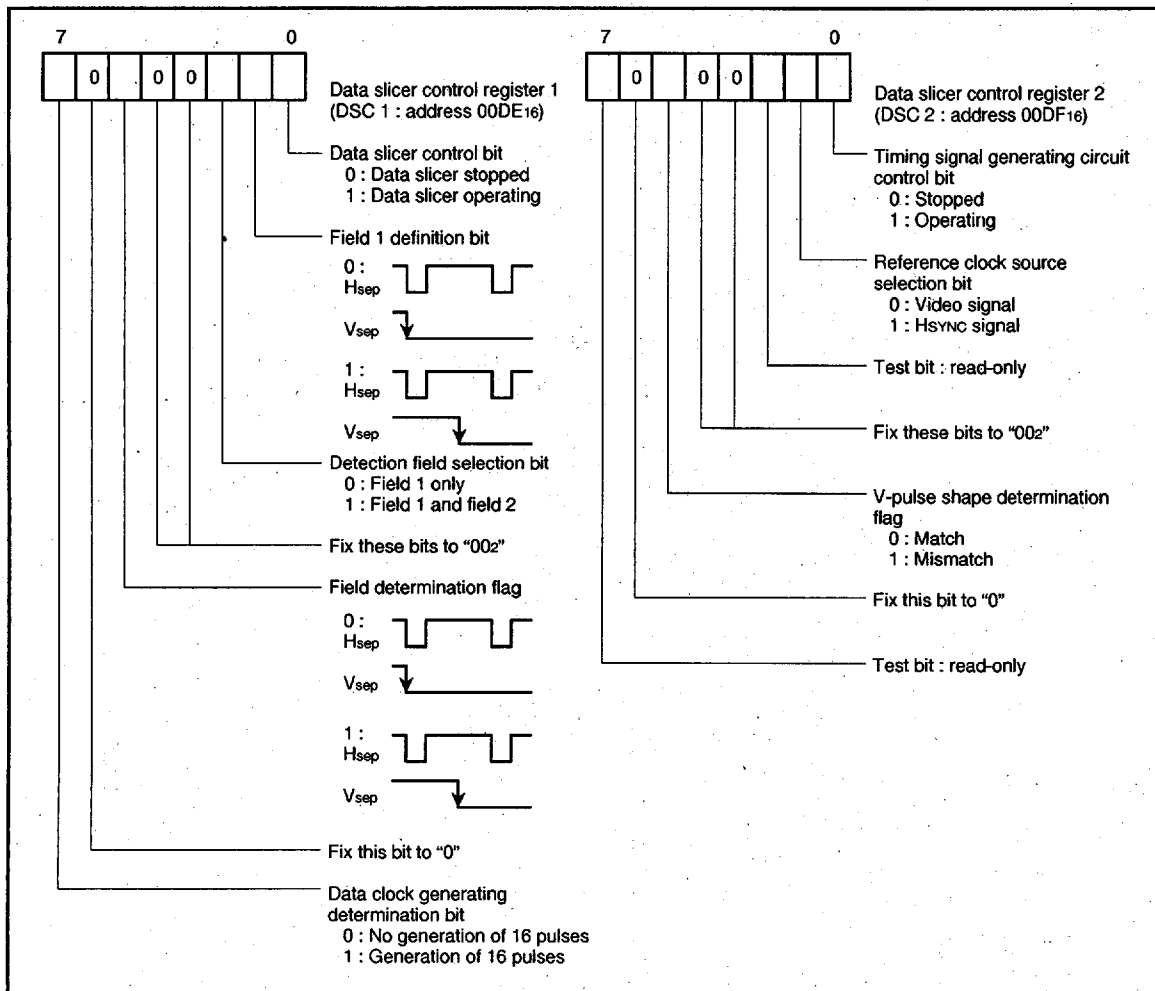 7 0
0 0 0
Data slicer control register 1
(DSC 1 : address 00DE16)
Data slicer control bit
0 : Data slicer stopped
1 : Data slicer operating
Field 1 definition bit
0 :
Hsep
Vsep
1 :
Hsep
Vsep
Detection field selection bit
0 : Field 1 only
1 : Field 1 and field 2
Fix these bits to “002”
Field determination flag
0 :
Hsep
Vsep
1 :
Hsep
Vsep
Fix this bit to “0”
Data clock generating
determination bit
0 : No generation of 16 pulses
1 : Generation of 16 pulses
7 0
0 0 0
Data slicer control register 2
(DSC 2 : address 00DF16)
Timing signal generating circuit
control bit
0 : Stopped
1 : Operating
Reference clock source
selection bit
0 : Video signal
1 : HSYNC signal
Test bit : read-only
Fix these bits to “002”
V-pulse shape determination
flag
0 : Match
1 : Mismatch
Fix this bit to “0”
Test bit : read-only